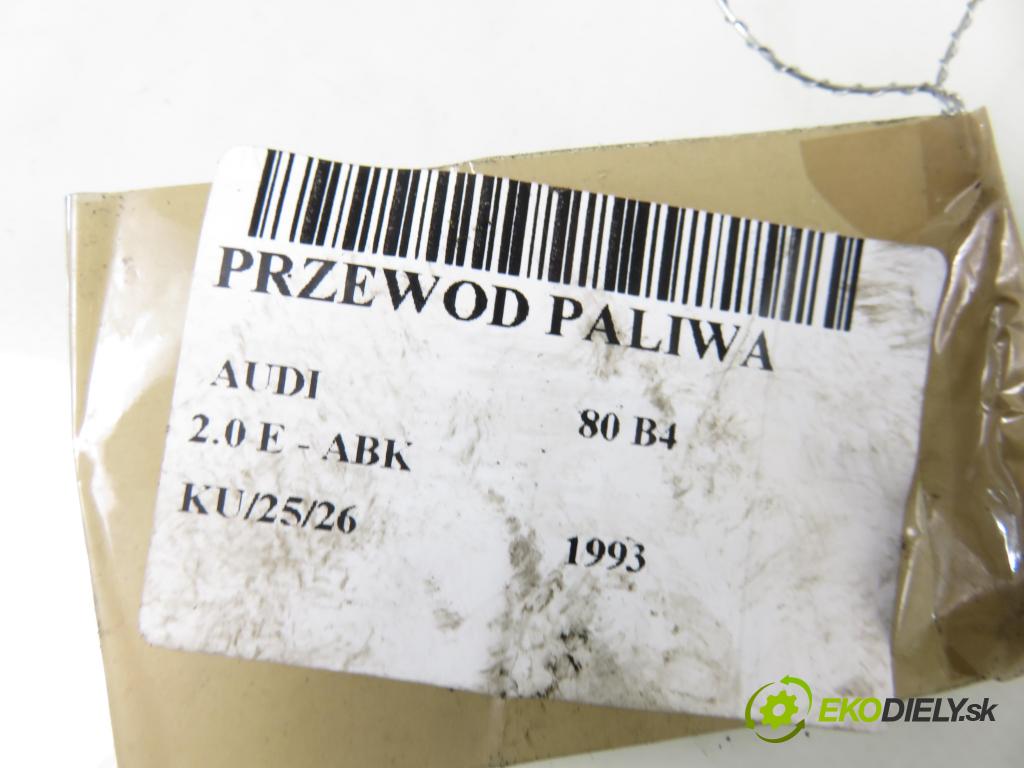 PRZEWOD PALIWA
AUDI 80 B4
2.0 E - ABK
KU/25/26 1993
EKODIELY.sk